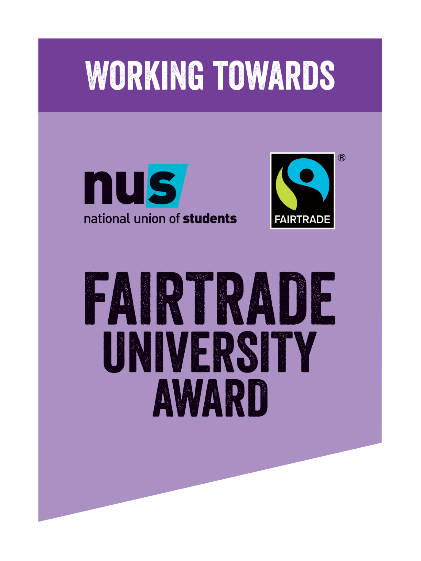 WORKING TOWARDS
nus
national union of students
®
FAIRTRADE
FAIRTRADE
UNIVERSITY
AWARD